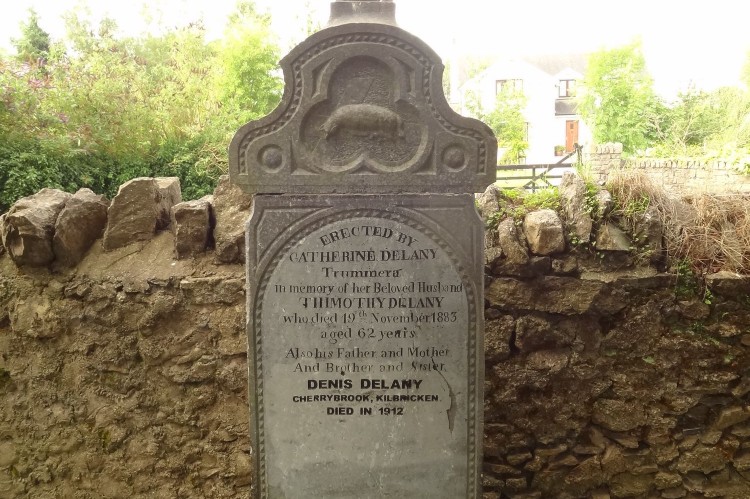 ERECTED BY
CATHERINE DELANY
Trummera
in memory of her Beloved Husband
THIMOTHY DELANY
who died 19th November 1883
aged 62 years
Also his Father and Mother
And Brother and Sister
DENIS DELANY
CHERRYBROOK, KILBRICKEN.
DIED IN 1912